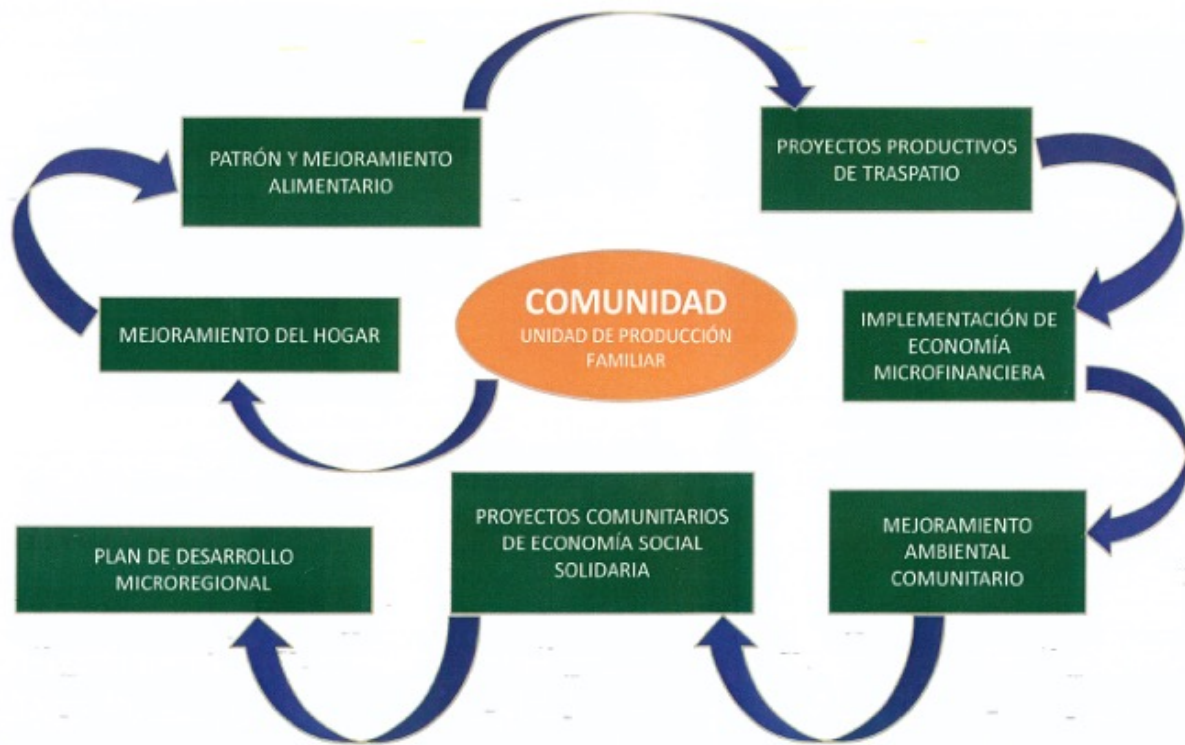 PATRÓN Y MEJORAMIENTO
ALIMENTARIO
PROYECTOS PRODUCTIVOS
DE TRASPATIO
MEJORAMIENTO DEL HOGAR
COMUNIDAD
UNIDAD DE PRODUCCIÓN
FAMILIAR
IMPLEMENTACIÓN DE
ECONOMÍA
MICROFINANCIERA
PLAN DE DESARROLLO
MICROREGIONAL
PROYECTOS COMUNITARIOS
DE ECONOMÍA SOCIAL
SOLIDARIA
MEJORAMIENTO
AMBIENTAL
COMUNITARIO